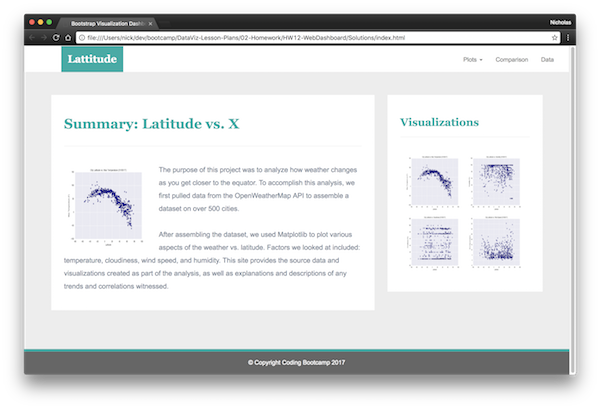 Bootstrap Visualization Dashb
Nicholas
file:///Users/nick/dev/bootcamp/DataViz-Lesson-Plans/02-Homework/HW12-WebDashboard/Solutions/index.html
Lattitude
Plots
Comparison
Data
Summary: Latitude vs. X
The purpose of this project was to analyze how weather changes
as you get closer to the equator. To accomplish this analysis, we
first pulled data from the OpenWeatherMap API to assemble a
dataset on over 500 cities.
After assembling the dataset, we used Matplotlib to plot various
aspects of the weather vs. latitude. Factors we looked at included:
temperature, cloudiness, wind speed, and humidity. This site provides the source data and
visualizations created as part of the analysis, as well as explanations and descriptions of any
trends and correlations witnessed.
Visualizations
© Copyright Coding Bootcamp 2017